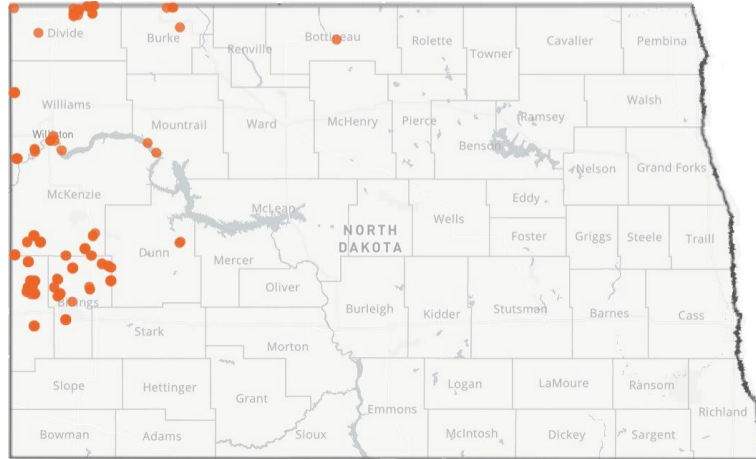 Divide
Burke
Renville
Bottineau
Rolette
Towner
Cavalier
Pembina
Williams
Mountrail
Ward
McHenry
Pierce
Benson
Ramsey
Walsh
Williston
Nelson
Grand Forks
McKenzie
McLean
Wells
Eddy
Foster
Griggs
Steele
Traill
NORTH
DAKOTA
Dunn
Mercer
Oliver
Burleigh
Kidder
Stutsman
Barnes
Cass
Billings
Stark
Morton
Slope
Hettinger
Grant
Emmons
Logan
LaMoure
Ransom
Richland
Bowman
Adams
Sioux
McIntosh
Dickey
Sargent